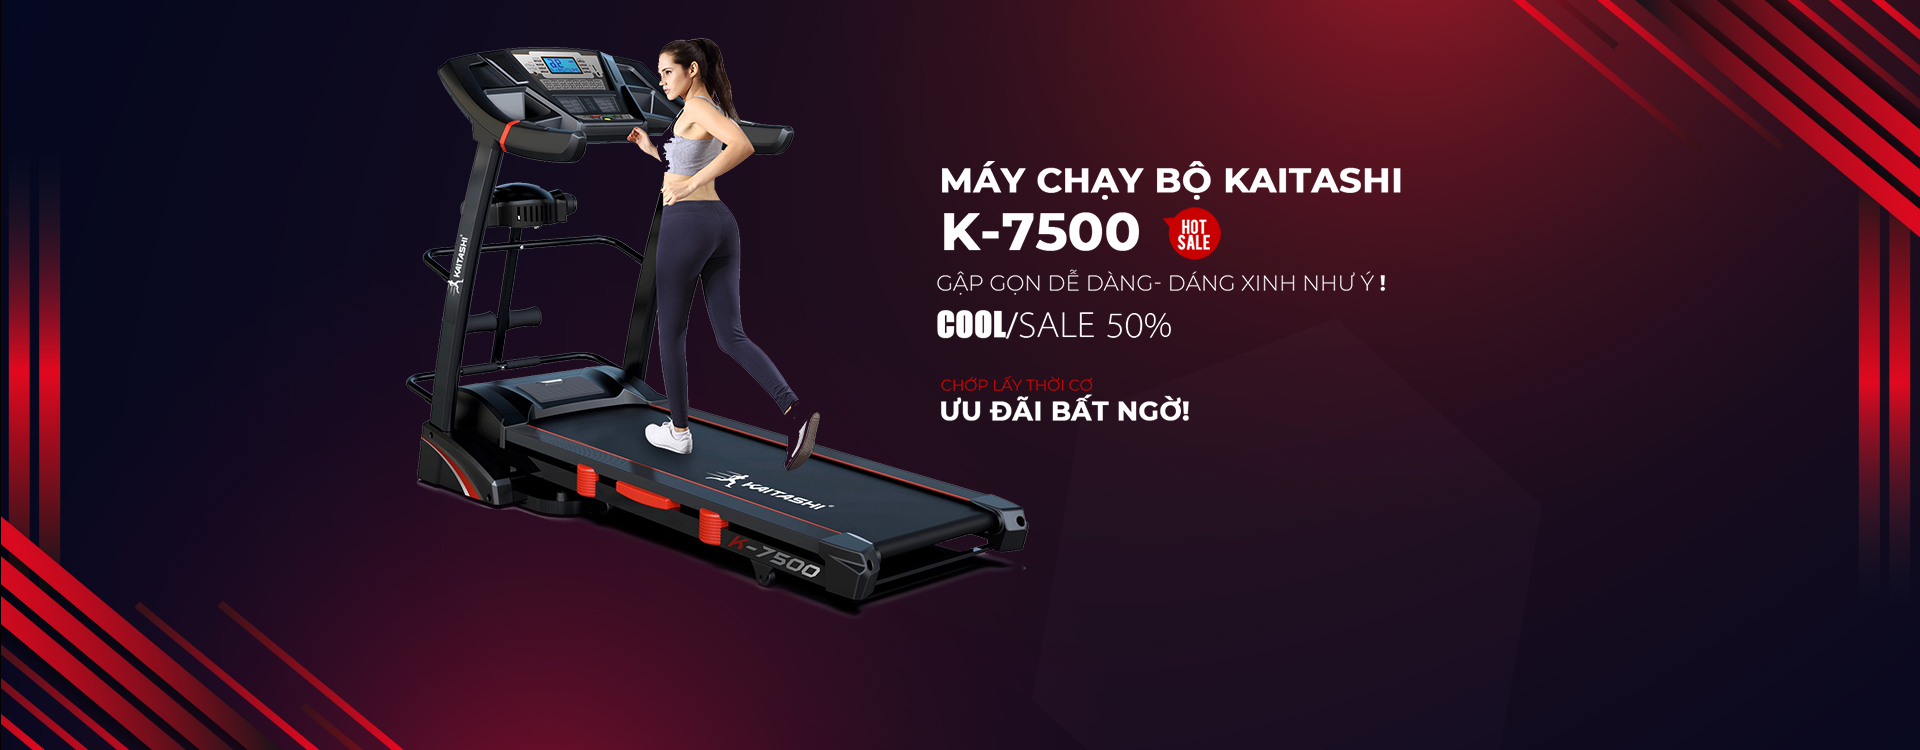 MÁY CHẠY BỘ KAITASHI
K-7500
HOT
SALE
GẬP GỌN DỄ DÀNG- DÁNG XINH NHƯ Ý !
COOL/SALE 50%
CHỚP LẤY THỜI CƠ
ƯU ĐÃI BẤT NGỜ!
KAITASHI
KAITASHI
K-7500